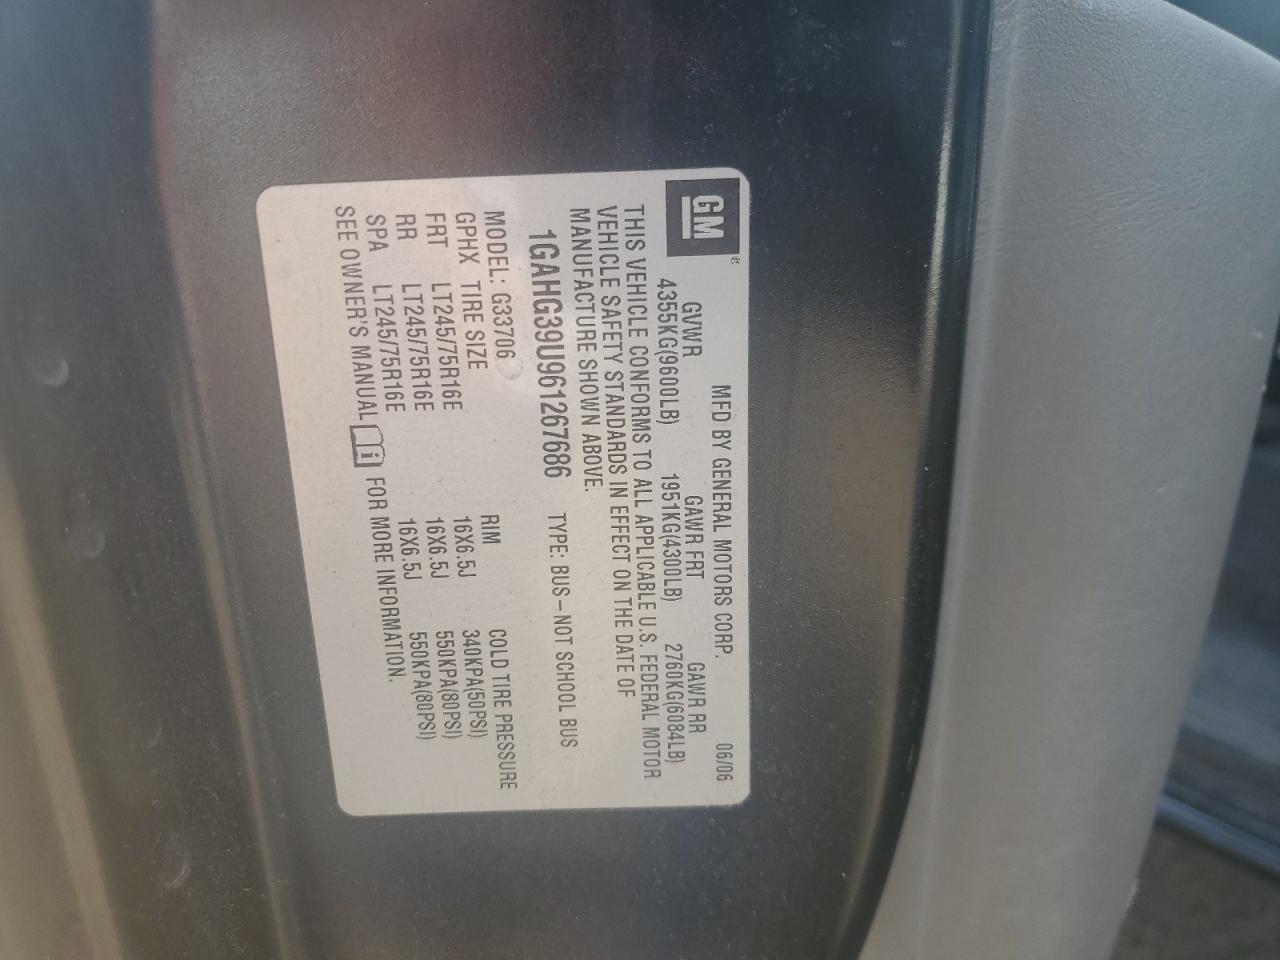 GM
MFD BY GENERAL MOTORS CORP. 06/06
GVWR GAWR FRT GAWR RR
4355KG(9600LB) 1951KG(4300LB) 2760KG(6084LB)
THIS VEHICLE CONFORMS TO ALL APPLICABLE U.S. FEDERAL MOTOR
VEHICLE SAFETY STANDARDS IN EFFECT ON THE DATE OF
MANUFACTURE SHOWN ABOVE.
1GAHG39U961267686 TYPE: BUS–NOT SCHOOL BUS
MODEL: G33706
GPHX TIRE SIZE RIM COLD TIRE PRESSURE
FRT LT245/75R16E 16X6.5J 340KPA(50PSI)
RR LT245/75R16E 16X6.5J 550KPA(80PSI)
SPA LT245/75R16E 16X6.5J 550KPA(80PSI)
SEE OWNER'S MANUAL i FOR MORE INFORMATION.